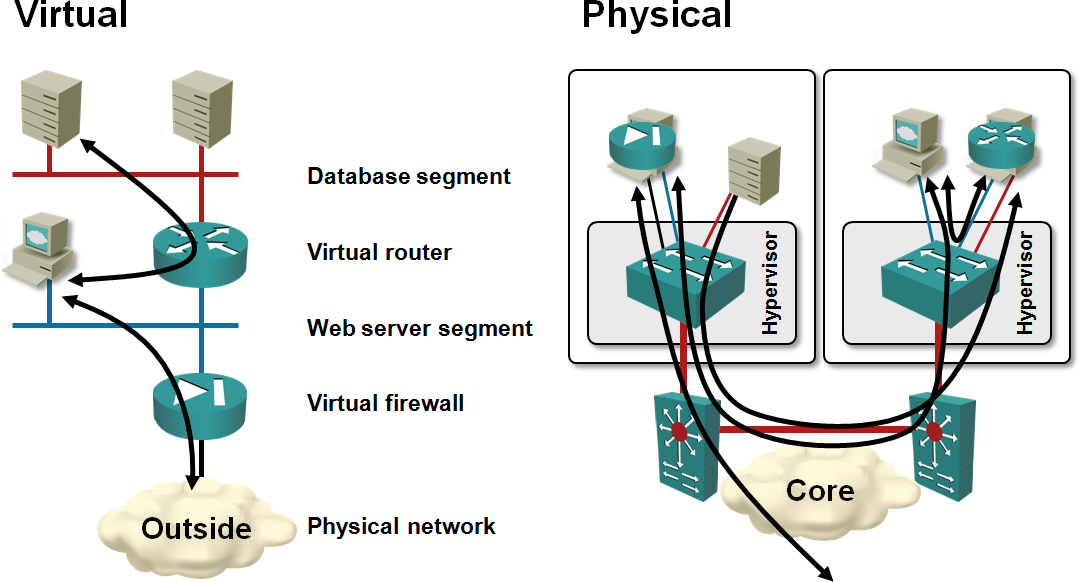 Virtual
Physical
Database segment
Virtual router
Web server segment
Virtual firewall
Outside
Physical network
Hypervisor
Hypervisor
Core